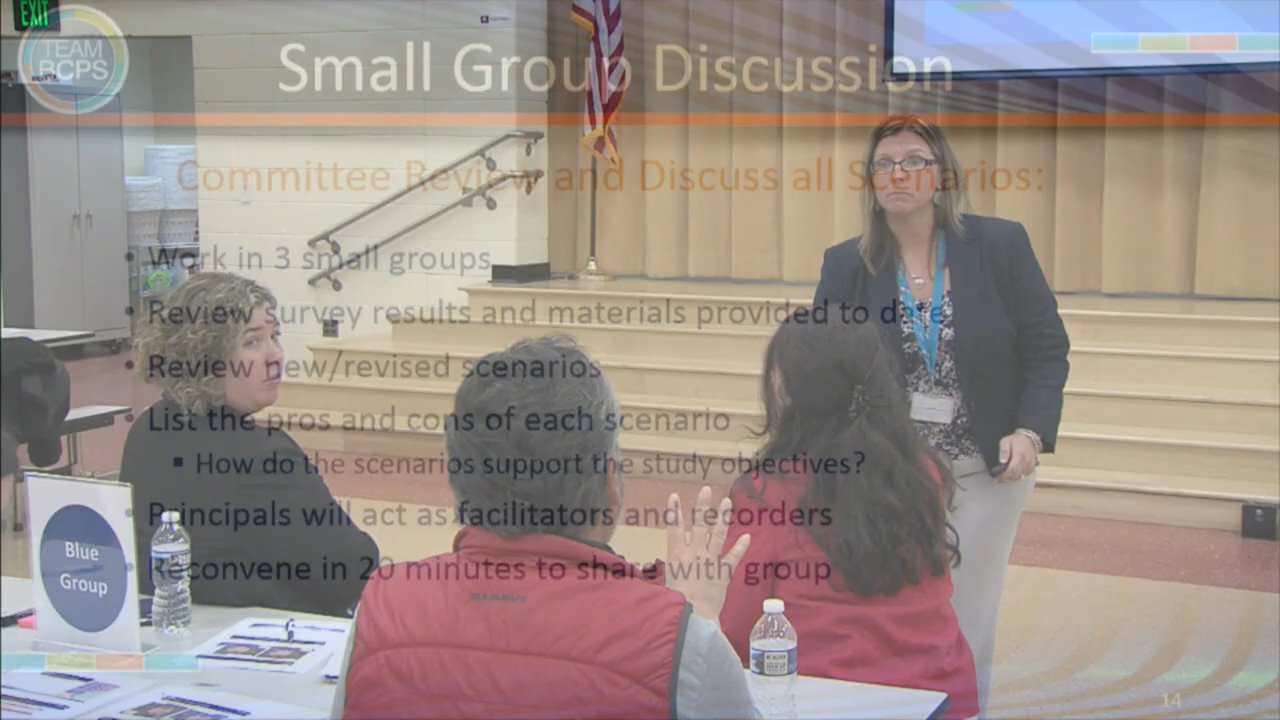 EXIT
TEAM
BCPS
Small Group Discussion
Committee Review and Discuss all Scenarios:
• Work in 3 small groups
• Review survey results and materials provided to date
• Review new/revised scenarios
• List the pros and cons of each scenario
▪ How do the scenarios support the study objectives?
• Principals will act as facilitators and recorders
• Reconvene in 20 minutes to share with group
Blue
Group
MAMMUT
14